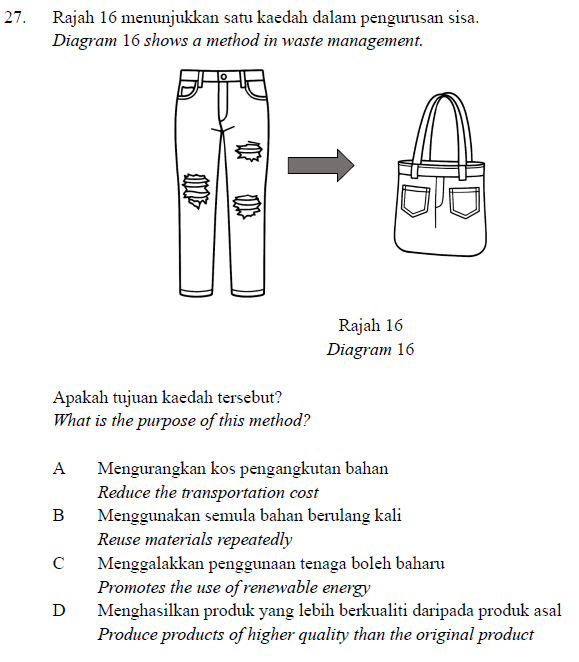 27. Rajah 16 menunjukkan satu kaedah dalam pengurusan sisa.
Diagram 16 shows a method in waste management.
Rajah 16
Diagram 16
Apakah tujuan kaedah tersebut?
What is the purpose of this method?
A Mengurangkan kos pengangkutan bahan
Reduce the transportation cost
B Menggunakan semula bahan berulang kali
Reuse materials repeatedly
C Menggalakkan penggunaan tenaga boleh baharu
Promotes the use of renewable energy
D Menghasilkan produk yang lebih berkualiti daripada produk asal
Produce products of higher quality than the original product